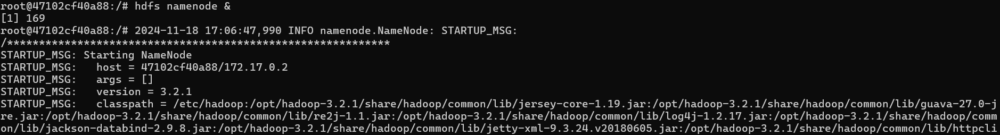 root@47102cf40a88:/# hdfs namenode &
[1] 169
root@47102cf40a88:/# 2024-11-18 17:06:47,990 INFO namenode.NameNode: STARTUP_MSG:
/************************************************************
STARTUP_MSG: Starting NameNode
STARTUP_MSG:   host = 47102cf40a88/172.17.0.2
STARTUP_MSG:   args = []
STARTUP_MSG:   version = 3.2.1
STARTUP_MSG:   classpath = /etc/hadoop:/opt/hadoop-3.2.1/share/hadoop/common/lib/jersey-core-1.19.jar:/opt/hadoop-3.2.1/share/hadoop/common/lib/guava-27.0-j
re.jar:/opt/hadoop-3.2.1/share/hadoop/common/lib/re2j-1.1.jar:/opt/hadoop-3.2.1/share/hadoop/common/lib/log4j-1.2.17.jar:/opt/hadoop-3.2.1/share/hadoop/comm
on/lib/jackson-databind-2.9.8.jar:/opt/hadoop-3.2.1/share/hadoop/common/lib/jetty-xml-9.3.24.v20180605.jar:/opt/hadoop-3.2.1/share/hadoop/common/lib/httpcli